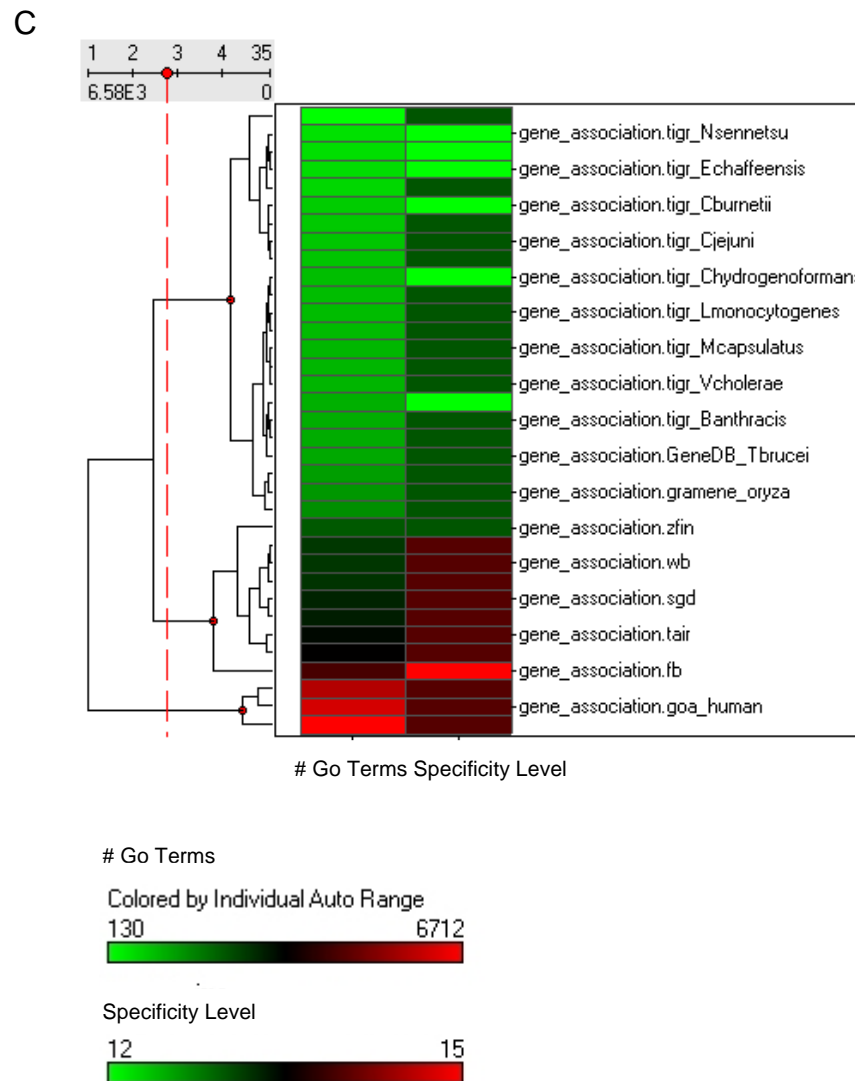 C
1 2 3 4 35
6.58E3 0
gene_association.tigr_Nsennetsu
gene_association.tigr_Echaffeensis
gene_association.tigr_Cburnetii
gene_association.tigr_Cjejuni
gene_association.tigr_Chydrogenoformans
gene_association.tigr_Lmonocytogenes
gene_association.tigr_Mcapsulatus
gene_association.tigr_Vcholerae
gene_association.tigr_Banthracis
gene_association.GeneDB_Tbrucei
gene_association.gramene_oryza
gene_association.zfin
gene_association.wb
gene_association.sgd
gene_association.tair
gene_association.fb
gene_association.goa_human
# Go Terms Specificity Level
# Go Terms
Colored by Individual Auto Range
130 6712
Specificity Level
12 15